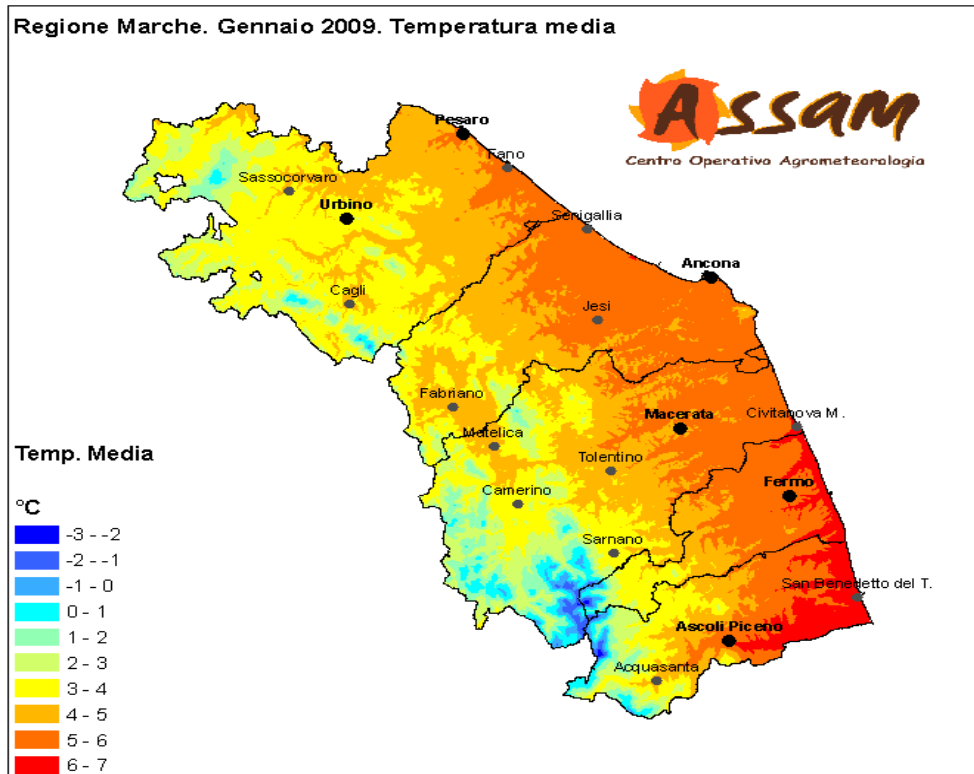 Regione Marche. Gennaio 2009. Temperatura media
Assam
Centro Operativo Agrometeorologia
Pesaro
Fano
Sassocorvaro
Urbino
Senigallia
Ancona
Cagli
Jesi
Fabriano
Macerata
Civitanova M.
Matelica
Tolentino
Camerino
Fermo
Sarnano
San Benedetto del T.
Ascoli Piceno
Acquasanta
Temp. Media
°C
-3 - -2
-2 - -1
-1 - 0
0 - 1
1 - 2
2 - 3
3 - 4
4 - 5
5 - 6
6 - 7